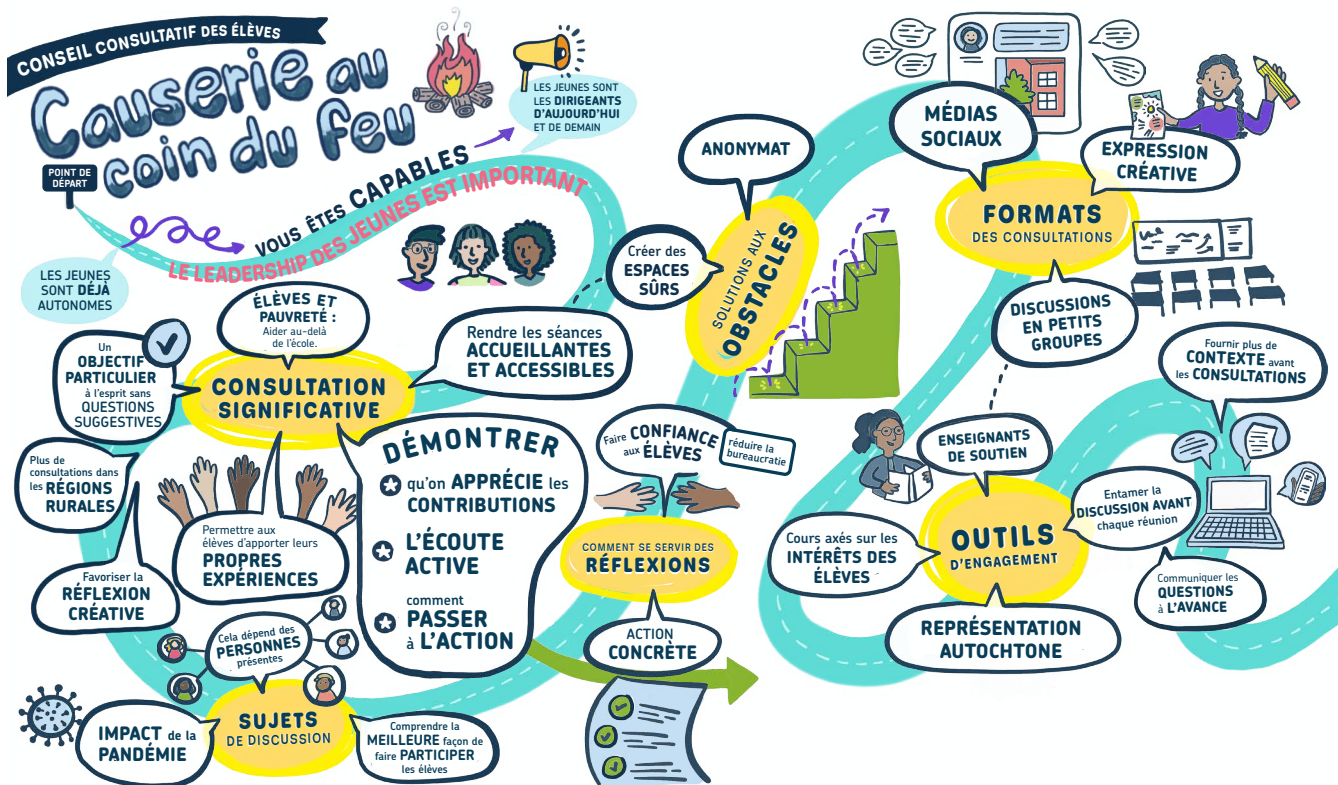 CONSEIL CONSULTATIF DES ÉLÈVES
Causerie au
coin du feu
POINT DE
DÉPART
LES JEUNES SONT
LES DIRIGEANTS
D'AUJOURD'HUI
ET DE DEMAIN
VOUS ÊTES CAPABLES
LE LEADERSHIP DES JEUNES EST IMPORTANT
LES JEUNES
SONT DÉJÀ
AUTONOMES
ÉLÈVES ET
PAUVRETÉ :
Aider au-delà
de l'école.
Un
OBJECTIF
PARTICULIER
à l'esprit sans
QUESTIONS
SUGGESTIVES
CONSULTATION
SIGNIFICATIVE
Rendre les séances
ACCUEILLANTES
ET ACCESSIBLES
Plus de
consultations dans
les RÉGIONS
RURALES
Favoriser la
RÉFLEXION
CRÉATIVE
Permettre aux
élèves d'apporter leurs
PROPRES
EXPÉRIENCES
DÉMONTRER
qu'on APPRÉCIE les
CONTRIBUTIONS
L'ÉCOUTE
ACTIVE
comment
PASSER
à L'ACTION
Cela dépend des
PERSONNES
présentes
SUJETS
DE DISCUSSION
IMPACT de la
PANDÉMIE
Comprendre la
MEILLEURE façon de
faire PARTICIPER
les élèves
Faire CONFIANCE
aux ÉLÈVES
réduire la
bureaucratie
COMMENT SE SERVIR DES
RÉFLEXIONS
ACTION
CONCRÈTE
ANONYMAT
Créer des
ESPACES
SÛRS
SOLUTIONS AUX
OBSTACLES
MÉDIAS
SOCIAUX
EXPRESSION
CRÉATIVE
FORMATS
DES CONSULTATIONS
DISCUSSIONS
EN PETITS
GROUPES
Fournir plus de
CONTEXTE avant
les CONSULTATIONS
ENSEIGNANTS
DE SOUTIEN
Entamer la
DISCUSSION AVANT
chaque réunion
Cours axés sur les
INTÉRÊTS DES
ÉLÈVES
OUTILS
D'ENGAGEMENT
Communiquer les
QUESTIONS
à L'AVANCE
REPRÉSENTATION
AUTOCHTONE